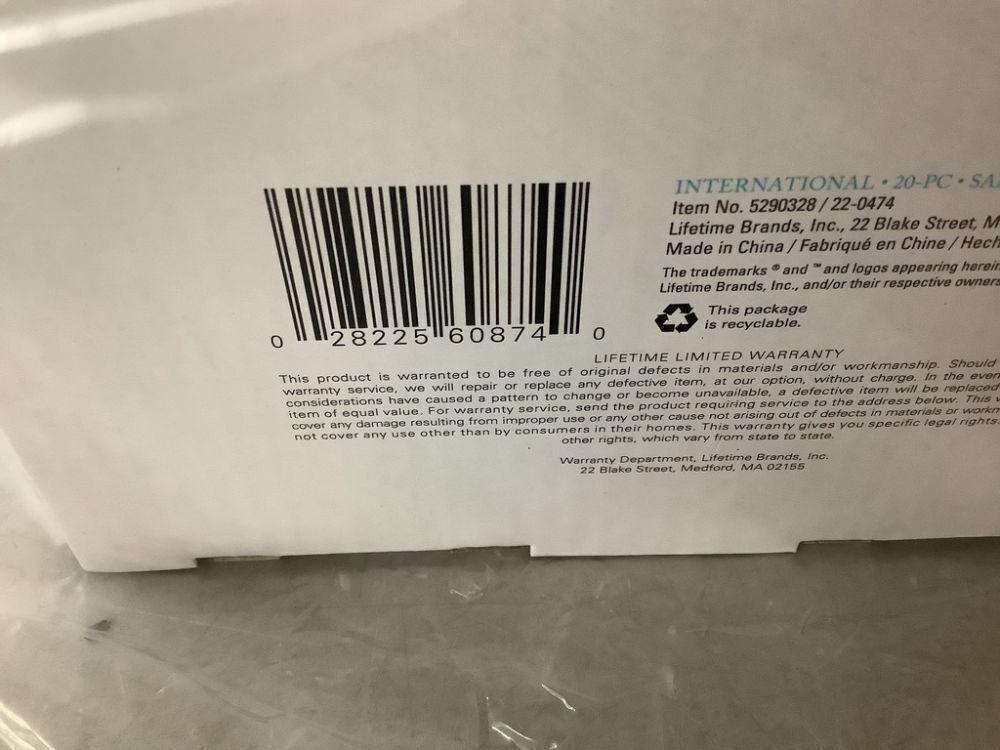 0 28225 60874 0
INTERNATIONAL • 20-PC •
Item No. 5290328 / 22-0474
Lifetime Brands, Inc., 22 Blake Street,
Made in China / Fabriqué en Chine /
The trademarks ® and ™ and logos appearing
Lifetime Brands, Inc., and/or their respective owners
This package
is recyclable.
LIFETIME LIMITED WARRANTY
This product is warranted to be free of original defects in materials and/or workmanship. Should
warranty service, we will repair or replace any defective item, at our option, without charge. In the
considerations have caused a pattern to change or become unavailable, a defective item will be replaced
item of equal value. For warranty service, send the product requiring service to the address below. This
cover any damage resulting from improper use or any other cause not arising out of defects in materials or
not cover any use other than by consumers in their homes. This warranty gives you specific legal rights.
other rights, which vary from state to state.
Warranty Department, Lifetime Brands, Inc.
22 Blake Street, Medford, MA 02155